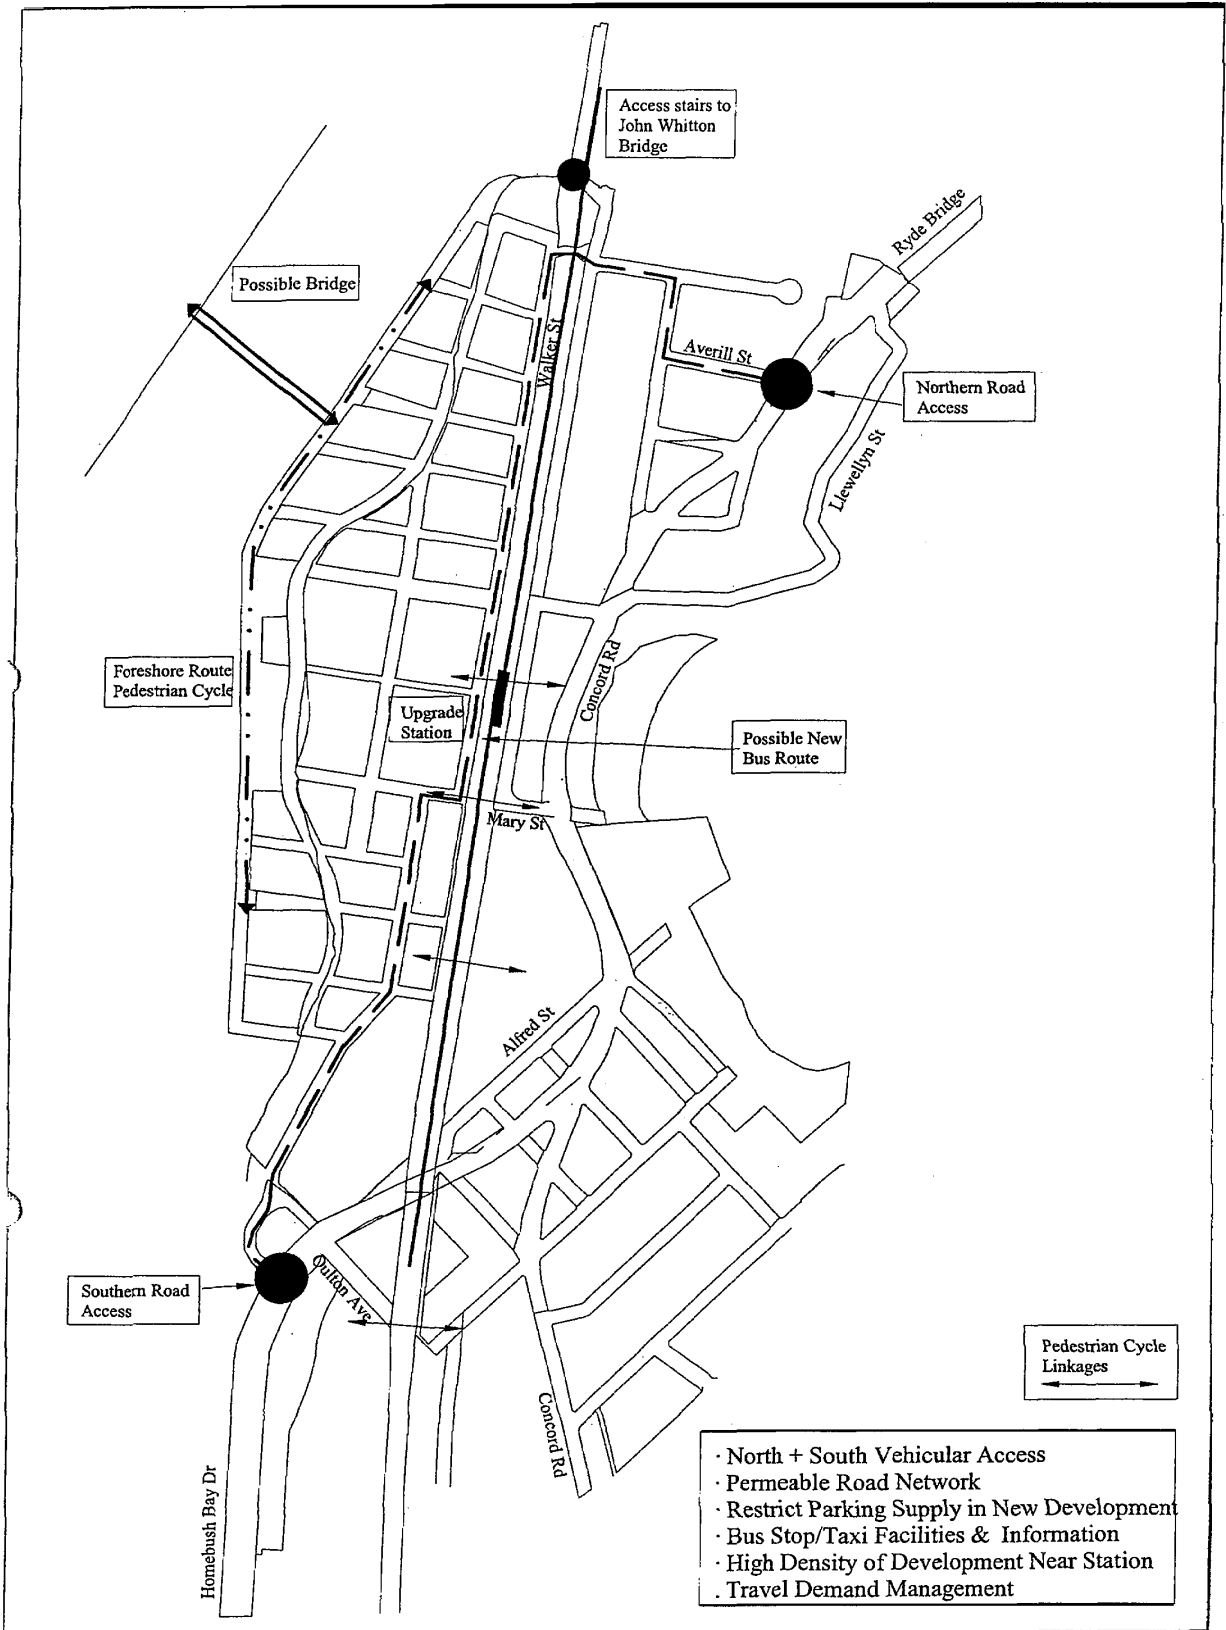 Access stairs to
John Whitton
Bridge
Ryde Bridge
Possible Bridge
Walker St
Averill St
Northern Road
Access
Llewellyn St
Foreshore Route
Pedestrian Cycle
Concord Rd
Upgrade
Station
Possible New
Bus Route
Mary St
Alfred St
Southern Road
Access
Oulton Ave
Pedestrian Cycle
Linkages
Concord Rd
Homebush Bay Dr
· North + South Vehicular Access
· Permeable Road Network
· Restrict Parking Supply in New Development
· Bus Stop/Taxi Facilities & Information
· High Density of Development Near Station
. Travel Demand Management